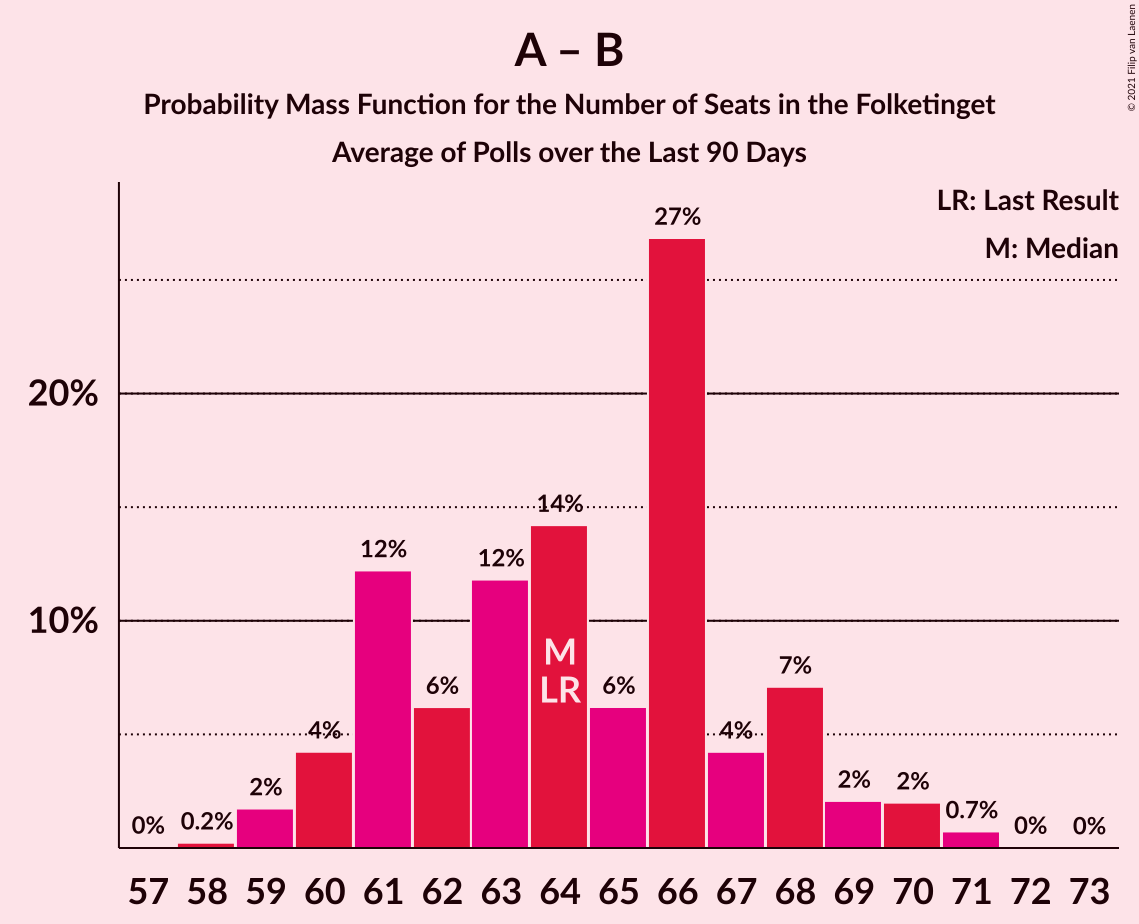 A – B
Probability Mass Function for the Number of Seats in the Folketinget
Average of Polls over the Last 90 Days
© 2021 Filip van Laenen
LR: Last Result
M: Median
20%
10%
0%
0.2%
2%
4%
12%
6%
12%
14%
6%
27%
4%
7%
2%
2%
0.7%
0%
0%
M
LR
57 58 59 60 61 62 63 64 65 66 67 68 69 70 71 72 73